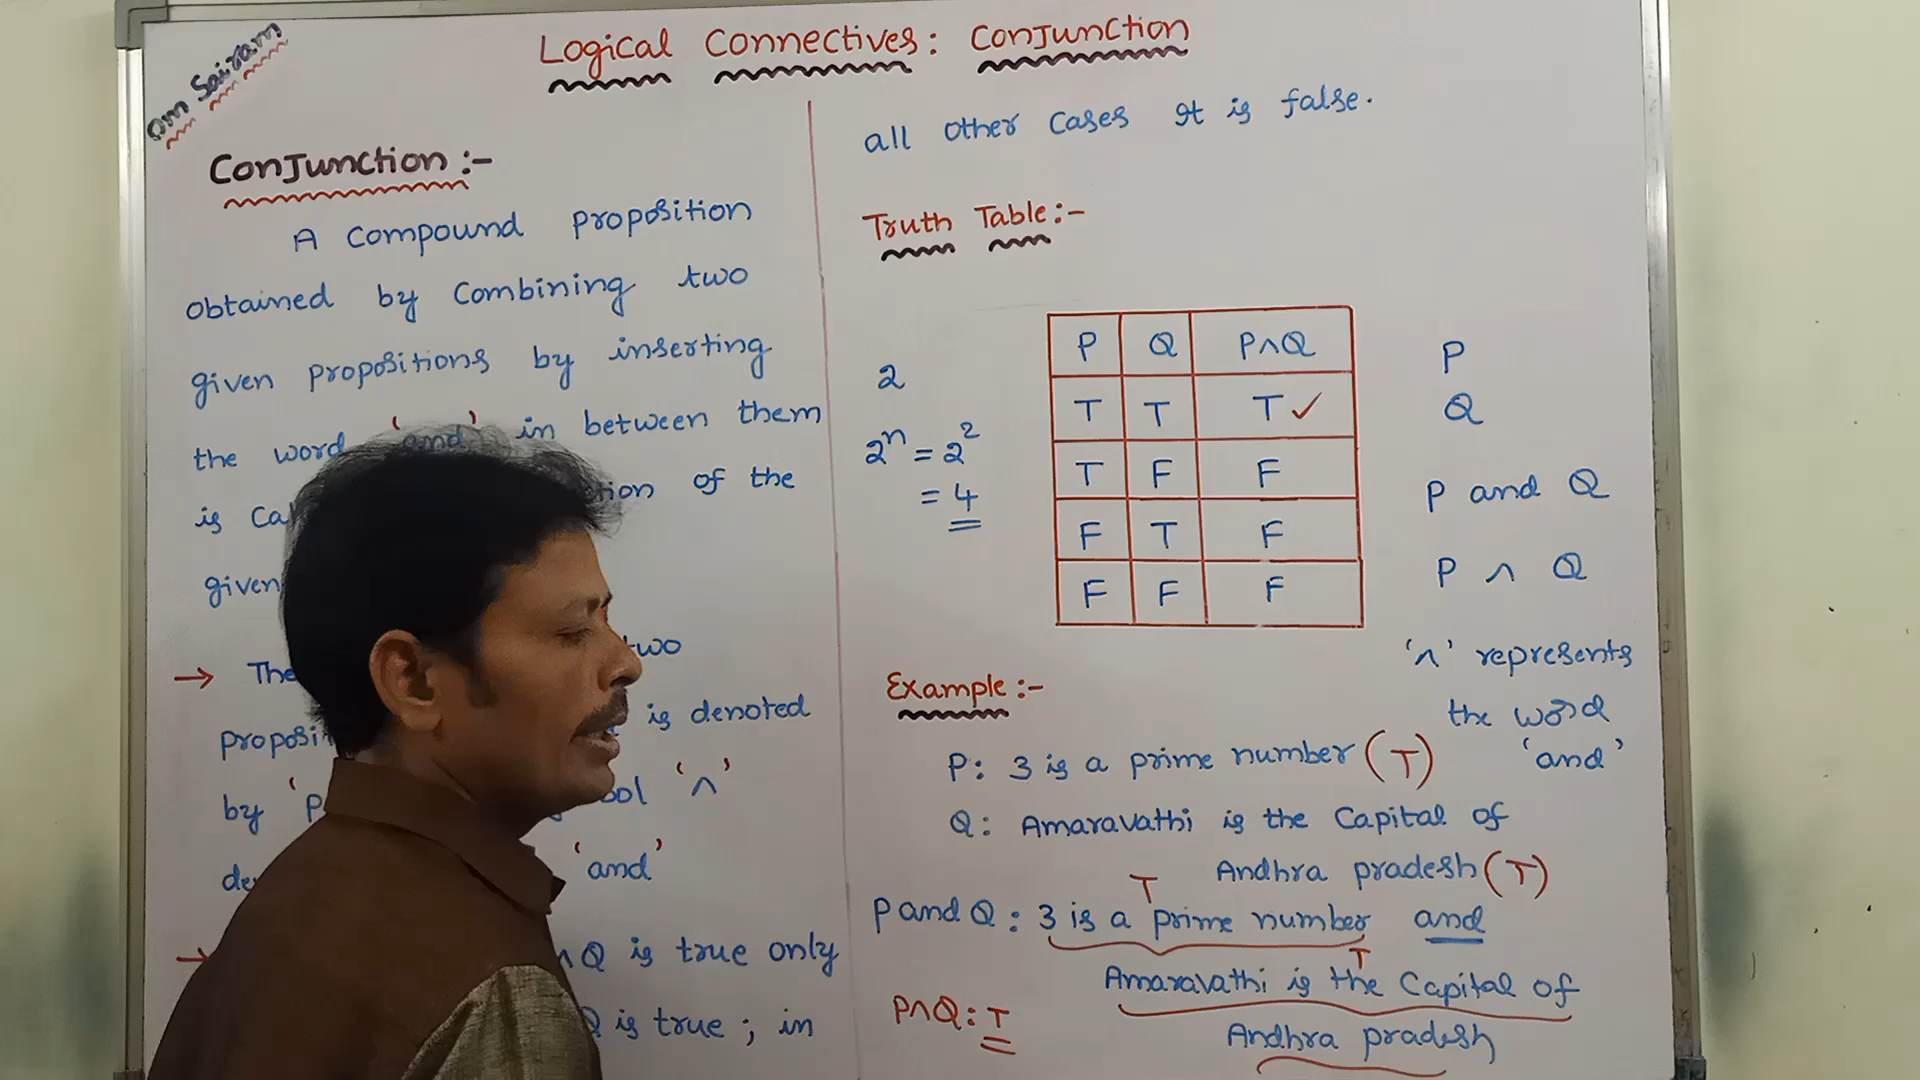 Om Sairam
Logical Connectives: Conjunction
Conjunction :-
A compound proposition
obtained by combining two
given propositions by inserting
the word 'and' in between them
is of the
given
→ The two
is denoted
by 'P '∧'
'and'
→ ∧Q is true only
Q is true ; in
all other cases It is false.
Truth Table :-
2
2ⁿ = 2²
= 4
P Q P∧Q
T T T ✓
T F F
F T F
F F F
P
Q
P and Q
P ∧ Q
'∧' represents
the word
'and'
Example :-
P: 3 is a prime number (T)
Q: Amaravathi is the Capital of
Andhra pradesh (T)
T
P and Q : 3 is a prime number and
T
Amaravathi is the Capital of
Andhra pradesh
P∧Q : T